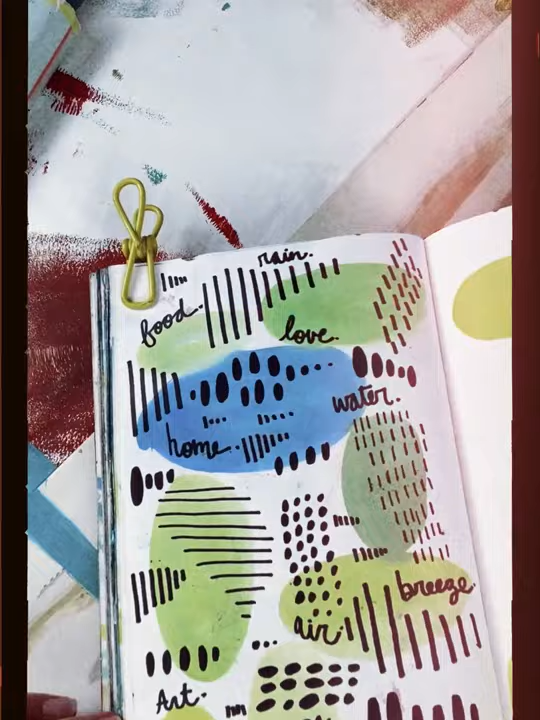 rain.
food.
love.
water.
home.
breeze.
air.
Art.